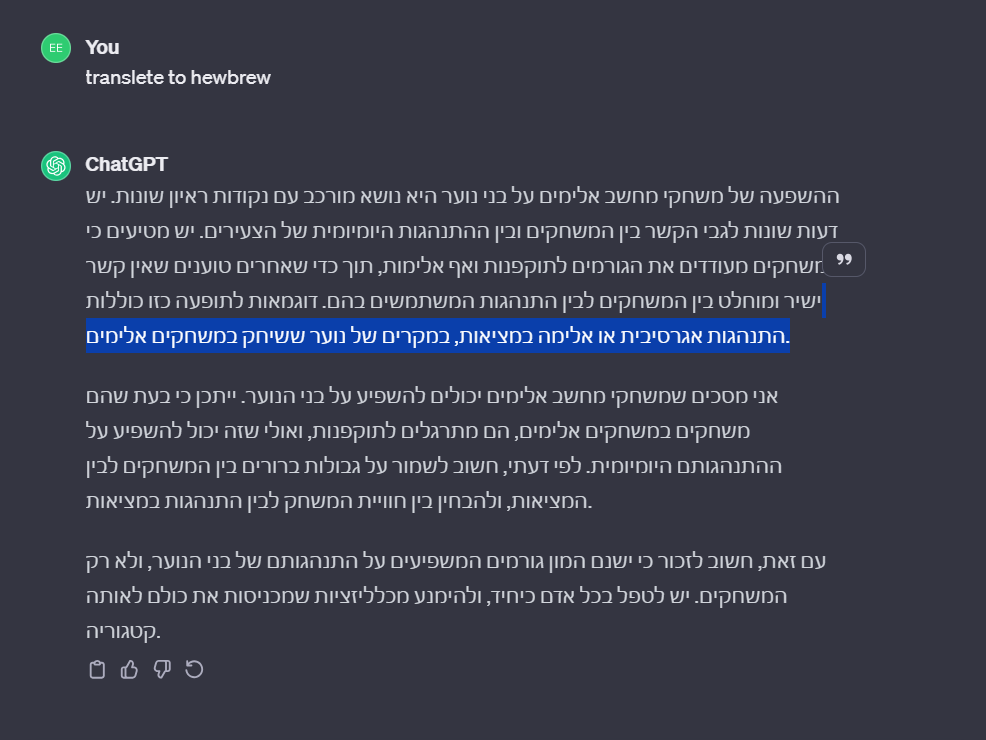 EE
You
translete to hewbrew
ChatGPT
ההשפעה של משחקי מחשב אלימים על בני נוער היא נושא מורכב עם נקודות ראיון שונות. יש
דעות שונות לגבי הקשר בין המשחקים ובין ההתנהגות היומיומית של הצעירים. יש מטיעים כי
משחקים מעודדים את הגורמים לתוקפנות ואף אלימות, תוך כדי שאחרים טוענים שאין קשר
ישיר ומוחלט בין המשחקים לבין התנהגות המשתמשים בהם. דוגמאות לתופעה כזו כוללות
התנהגות אגרסיבית או אלימה במציאות, במקרים של נוער ששיחק במשחקים אלימים.
אני מסכים שמשחקי מחשב אלימים יכולים להשפיע על בני הנוער. ייתכן כי בעת שהם
משחקים במשחקים אלימים, הם מתרגלים לתוקפנות, ואולי שזה יכול להשפיע על
ההתנהגותם היומיומית. לפי דעתי, חשוב לשמור על גבולות ברורים בין המשחקים לבין
המציאות, ולהבחין בין חוויית המשחק לבין התנהגות במציאות.
עם זאת, חשוב לזכור כי ישנם המון גורמים המשפיעים על התנהגותם של בני הנוער, ולא רק
המשחקים. יש לטפל בכל אדם כיחיד, ולהימנע מכלליזציות שמכניסות את כולם לאותה
קטגוריה.